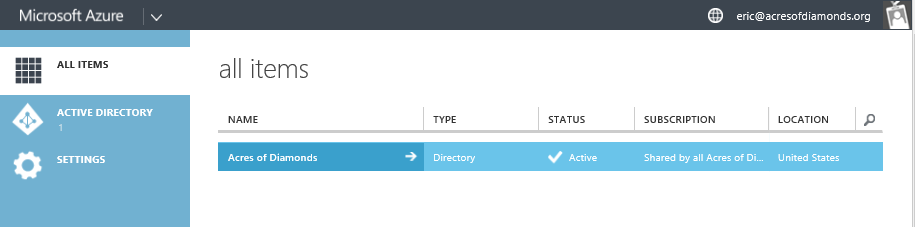 Microsoft Azure
eric@acresofdiamonds.org
ALL ITEMS
ACTIVE DIRECTORY
1
SETTINGS
all items
NAME TYPE STATUS SUBSCRIPTION LOCATION
Acres of Diamonds Directory Active Shared by all Acres of Di... United States